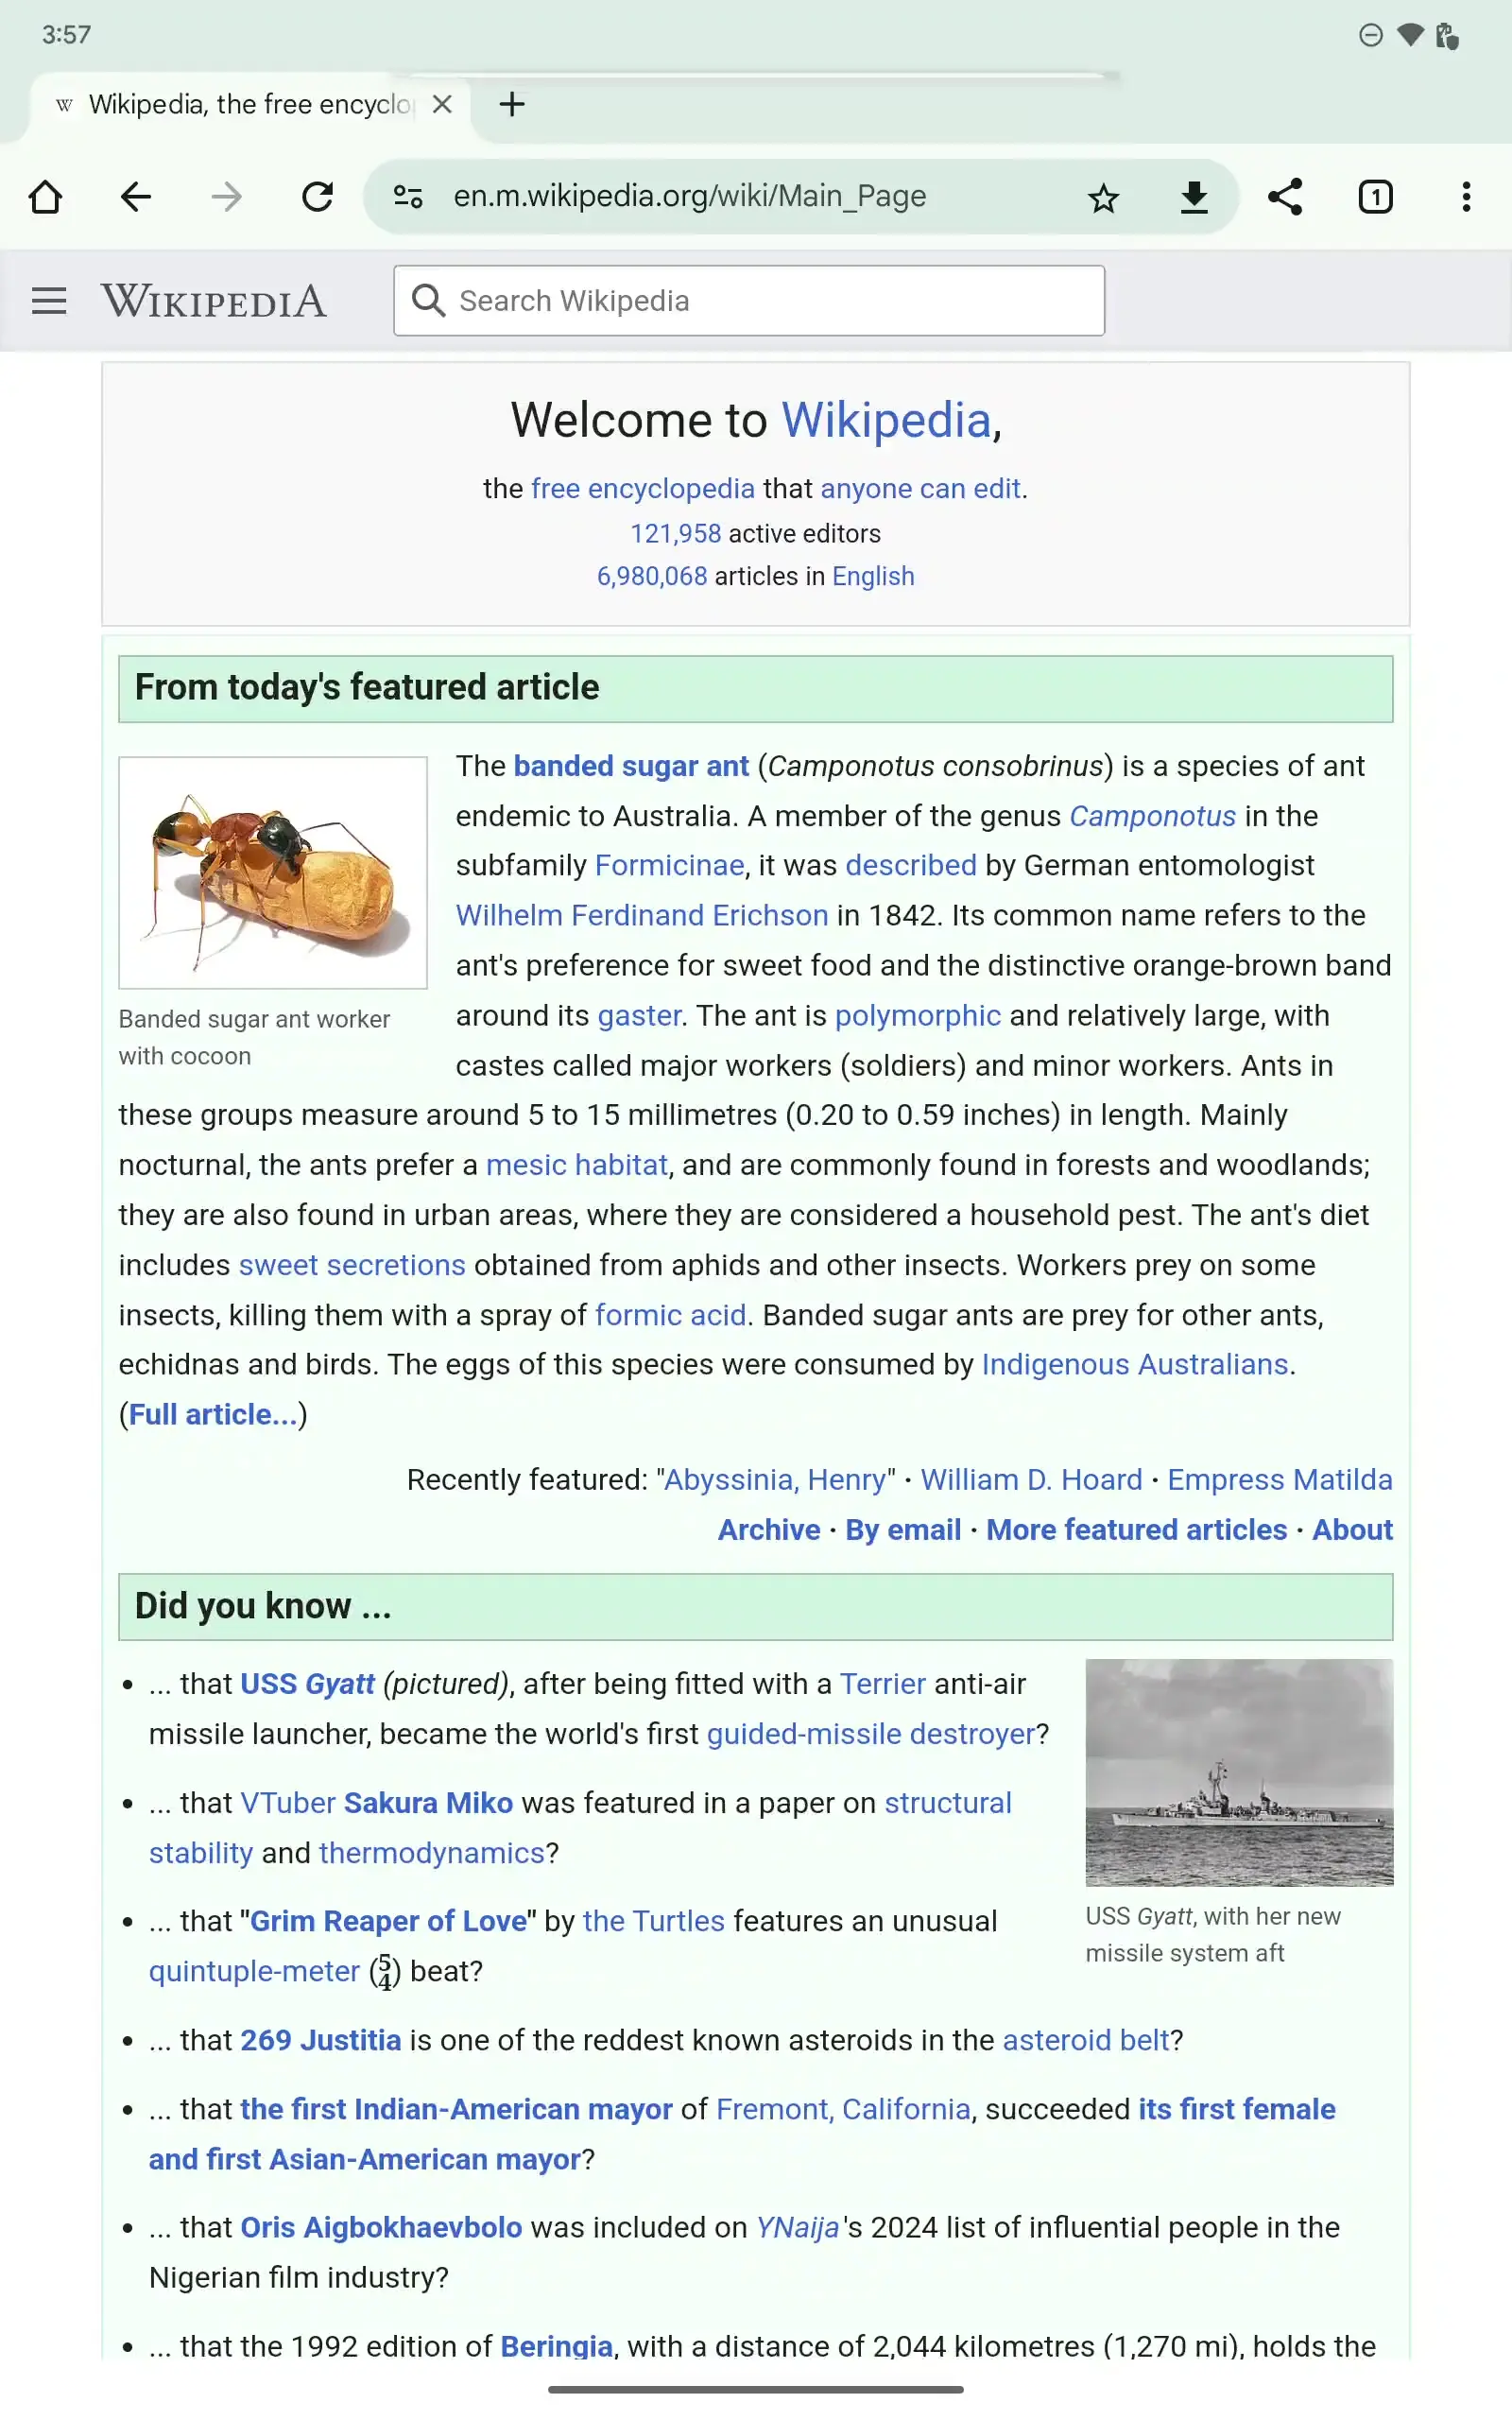 3:57
W Wikipedia, the free encyclo
en.m.wikipedia.org/wiki/Main_Page
1
WIKIPEDIA
Search Wikipedia
Welcome to Wikipedia,
the free encyclopedia that anyone can edit.
121,958 active editors
6,980,068 articles in English
From today's featured article
The banded sugar ant (Camponotus consobrinus) is a species of ant
endemic to Australia. A member of the genus Camponotus in the
subfamily Formicinae, it was described by German entomologist
Wilhelm Ferdinand Erichson in 1842. Its common name refers to the
ant's preference for sweet food and the distinctive orange-brown band
around its gaster. The ant is polymorphic and relatively large, with
castes called major workers (soldiers) and minor workers. Ants in
Banded sugar ant worker
with cocoon
these groups measure around 5 to 15 millimetres (0.20 to 0.59 inches) in length. Mainly
nocturnal, the ants prefer a mesic habitat, and are commonly found in forests and woodlands;
they are also found in urban areas, where they are considered a household pest. The ant's diet
includes sweet secretions obtained from aphids and other insects. Workers prey on some
insects, killing them with a spray of formic acid. Banded sugar ants are prey for other ants,
echidnas and birds. The eggs of this species were consumed by Indigenous Australians.
(Full article...)
Recently featured: "Abyssinia, Henry" · William D. Hoard · Empress Matilda
Archive · By email · More featured articles · About
Did you know ...
• ... that USS Gyatt (pictured), after being fitted with a Terrier anti-air
missile launcher, became the world's first guided-missile destroyer?
• ... that VTuber Sakura Miko was featured in a paper on structural
stability and thermodynamics?
• ... that "Grim Reaper of Love" by the Turtles features an unusual
quintuple-meter (5/4) beat?
USS Gyatt, with her new
missile system aft
• ... that 269 Justitia is one of the reddest known asteroids in the asteroid belt?
• ... that the first Indian-American mayor of Fremont, California, succeeded its first female
and first Asian-American mayor?
• ... that Oris Aigbokhaevbolo was included on YNaija's 2024 list of influential people in the
Nigerian film industry?
• ... that the 1992 edition of Beringia, with a distance of 2,044 kilometres (1,270 mi), holds the